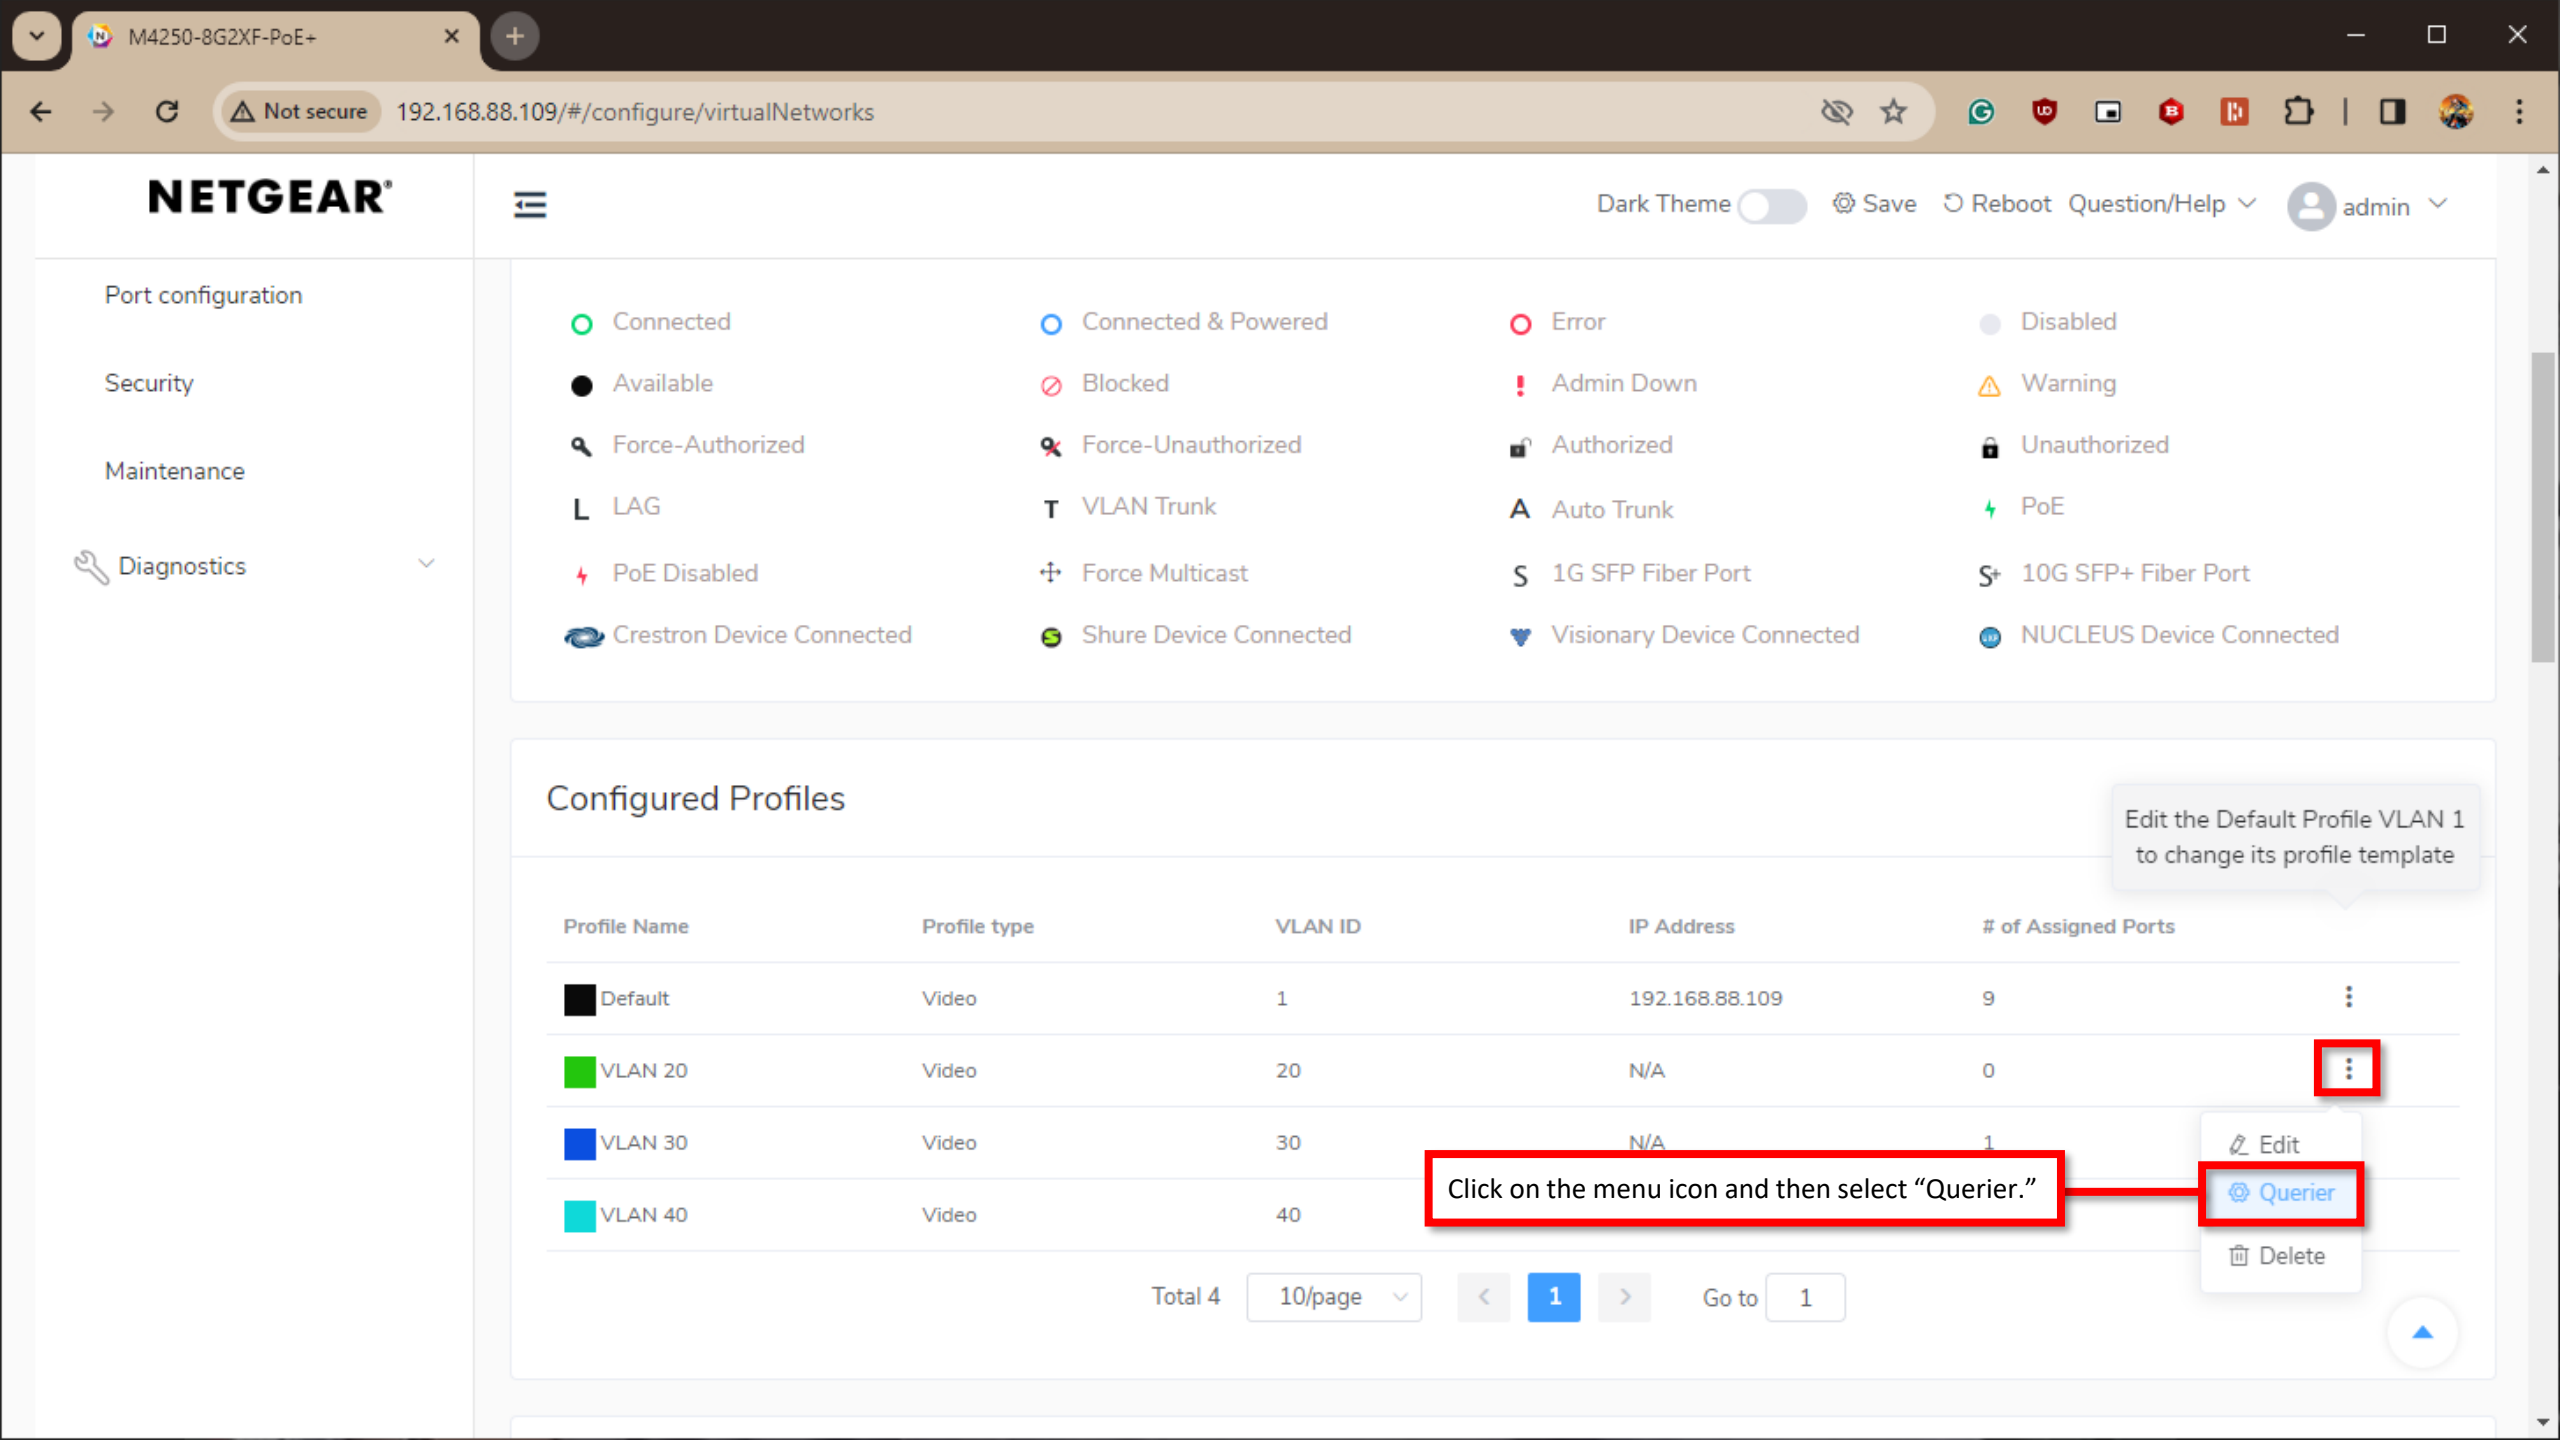 M4250-8G2XF-PoE+
Not secure 192.168.88.109/#/configure/virtualNetworks
NETGEAR®
Dark Theme Save Reboot Question/Help admin
Port configuration
Security
Maintenance
Diagnostics
Connected Connected & Powered Error Disabled
Available Blocked Admin Down Warning
Force-Authorized Force-Unauthorized Authorized Unauthorized
L LAG T VLAN Trunk A Auto Trunk PoE
PoE Disabled Force Multicast S 1G SFP Fiber Port S+ 10G SFP+ Fiber Port
Crestron Device Connected Shure Device Connected Visionary Device Connected NUCLEUS Device Connected
Configured Profiles
Edit the Default Profile VLAN 1
to change its profile template
Profile Name Profile type VLAN ID IP Address # of Assigned Ports
Default Video 1 192.168.88.109 9
VLAN 20 Video 20 N/A 0
VLAN 30 Video 30 N/A 1
Edit
Click on the menu icon and then select “Querier.”
Querier
VLAN 40 Video 40
Delete
Total 4 10/page < 1 > Go to 1